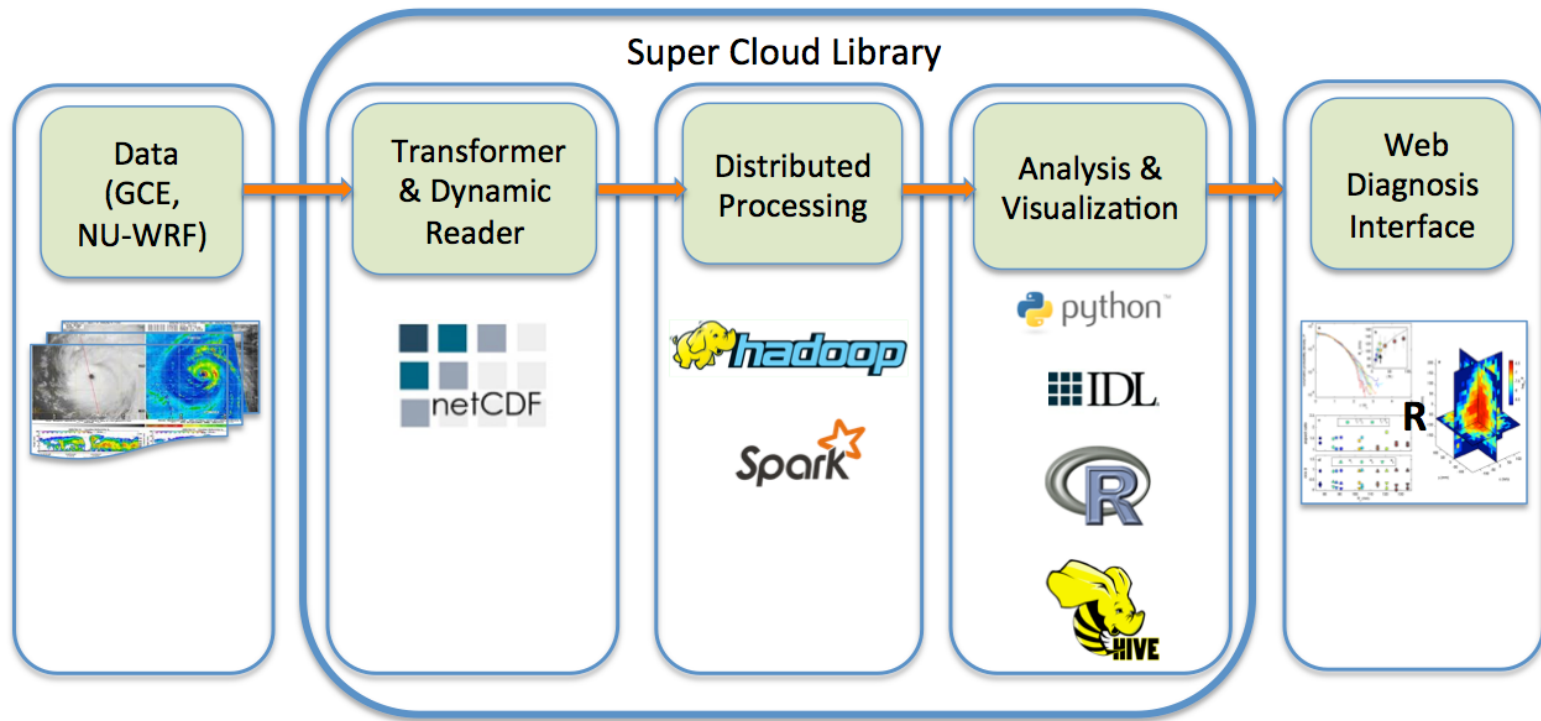 Super Cloud Library
Data
(GCE,
NU-WRF)
Transformer
& Dynamic
Reader
Distributed
Processing
Analysis &
Visualization
Web
Diagnosis
Interface
netCDF
hadoop
Spark
python™
IDL
R
HIVE
R